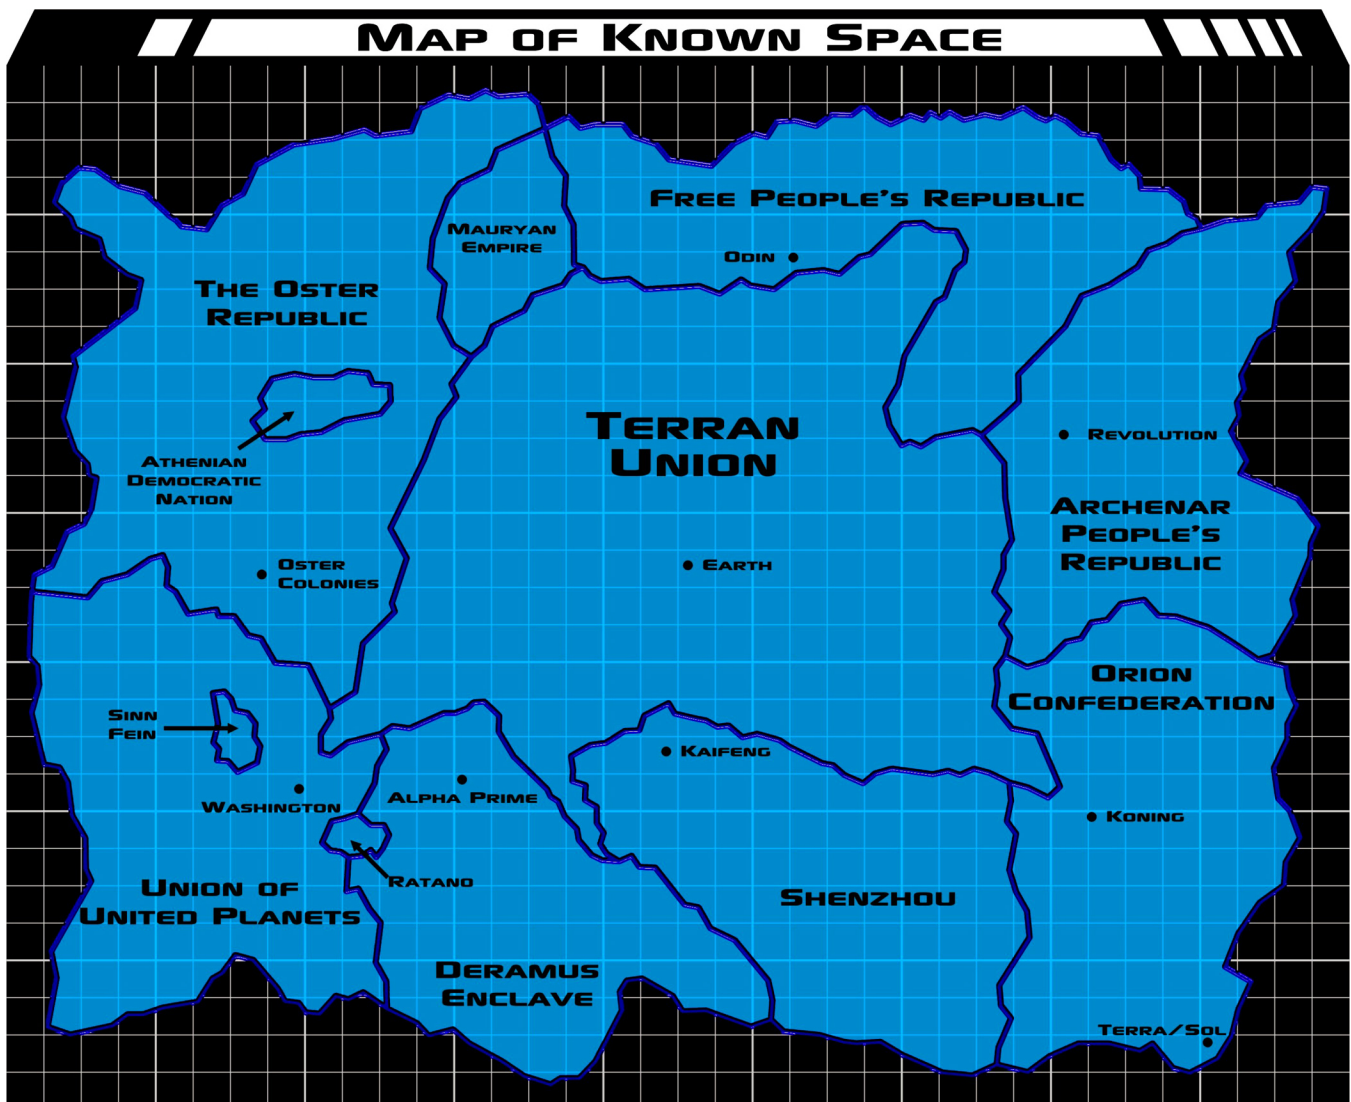 Map of Known Space
Free People's Republic
Mauryan
Empire
Odin
The Oster
Republic
Terran
Union
Revolution
Athenian
Democratic
Nation
Archenar
People's
Republic
Oster
Colonies
Earth
Orion
Confederation
Sinn
Fein
Kaifeng
Washington
Alpha Prime
Koning
Ratano
Union of
United Planets
Shenzhou
Deramus
Enclave
Terra/Sol